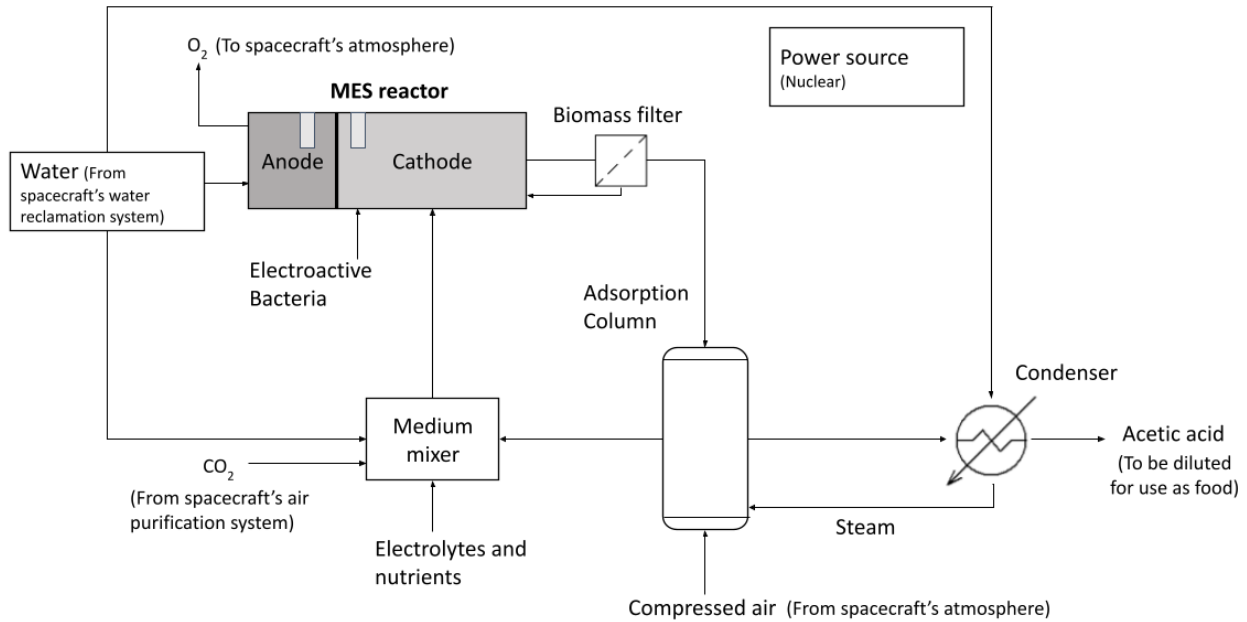 O2 (To spacecraft's atmosphere)
Power source
(Nuclear)
MES reactor
Biomass filter
Anode
Cathode
Water (From
spacecraft's water
reclamation system)
Electroactive
Bacteria
Adsorption
Column
Condenser
Medium
mixer
Acetic acid
(To be diluted
for use as food)
CO2
(From spacecraft's air
purification system)
Steam
Electrolytes and
nutrients
Compressed air (From spacecraft's atmosphere)